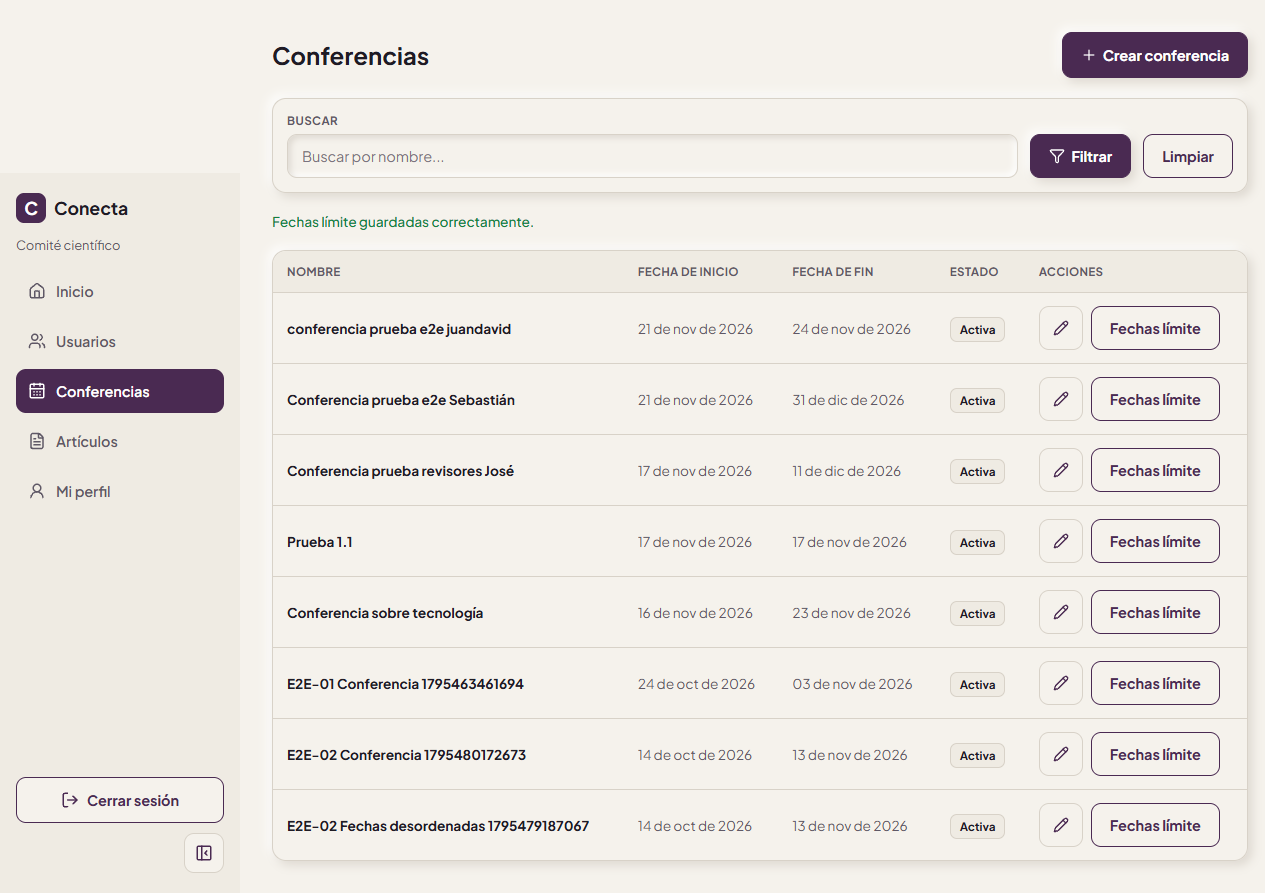 Conferencias
Crear conferencia
BUSCAR
Buscar por nombre...
Filtrar
Limpiar
C Conecta
Comité científico
Inicio
Usuarios
Conferencias
Artículos
Mi perfil
Cerrar sesión
Fechas límite guardadas correctamente.
NOMBRE FECHA DE INICIO FECHA DE FIN ESTADO ACCIONES
conferencia prueba e2e juandavid 21 de nov de 2026 24 de nov de 2026 Activa Fechas límite
Conferencia prueba e2e Sebastián 21 de nov de 2026 31 de dic de 2026 Activa Fechas límite
Conferencia prueba revisores José 17 de nov de 2026 11 de dic de 2026 Activa Fechas límite
Prueba 1.1 17 de nov de 2026 17 de nov de 2026 Activa Fechas límite
Conferencia sobre tecnología 16 de nov de 2026 23 de nov de 2026 Activa Fechas límite
E2E-01 Conferencia 1795463461694 24 de oct de 2026 03 de nov de 2026 Activa Fechas límite
E2E-02 Conferencia 1795480172673 14 de oct de 2026 13 de nov de 2026 Activa Fechas límite
E2E-02 Fechas desordenadas 1795479187067 14 de oct de 2026 13 de nov de 2026 Activa Fechas límite